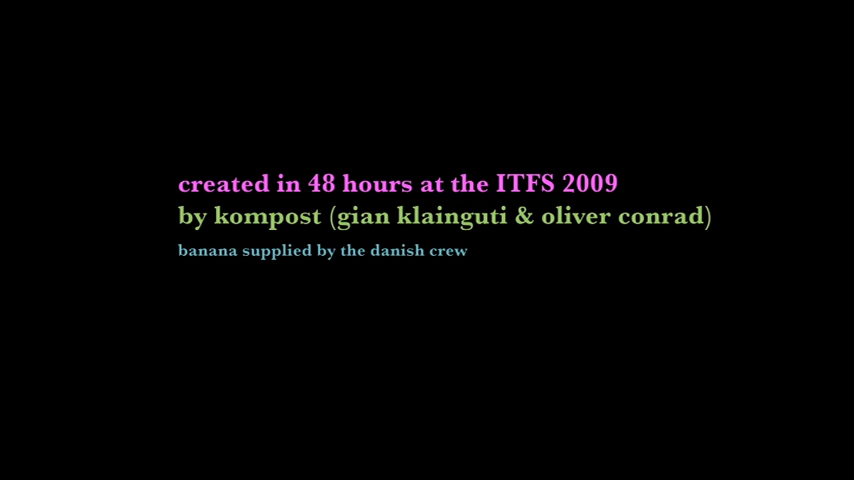 created in 48 hours at the ITFS 2009
by kompost (gian klainguti & oliver conrad)
banana supplied by the danish crew